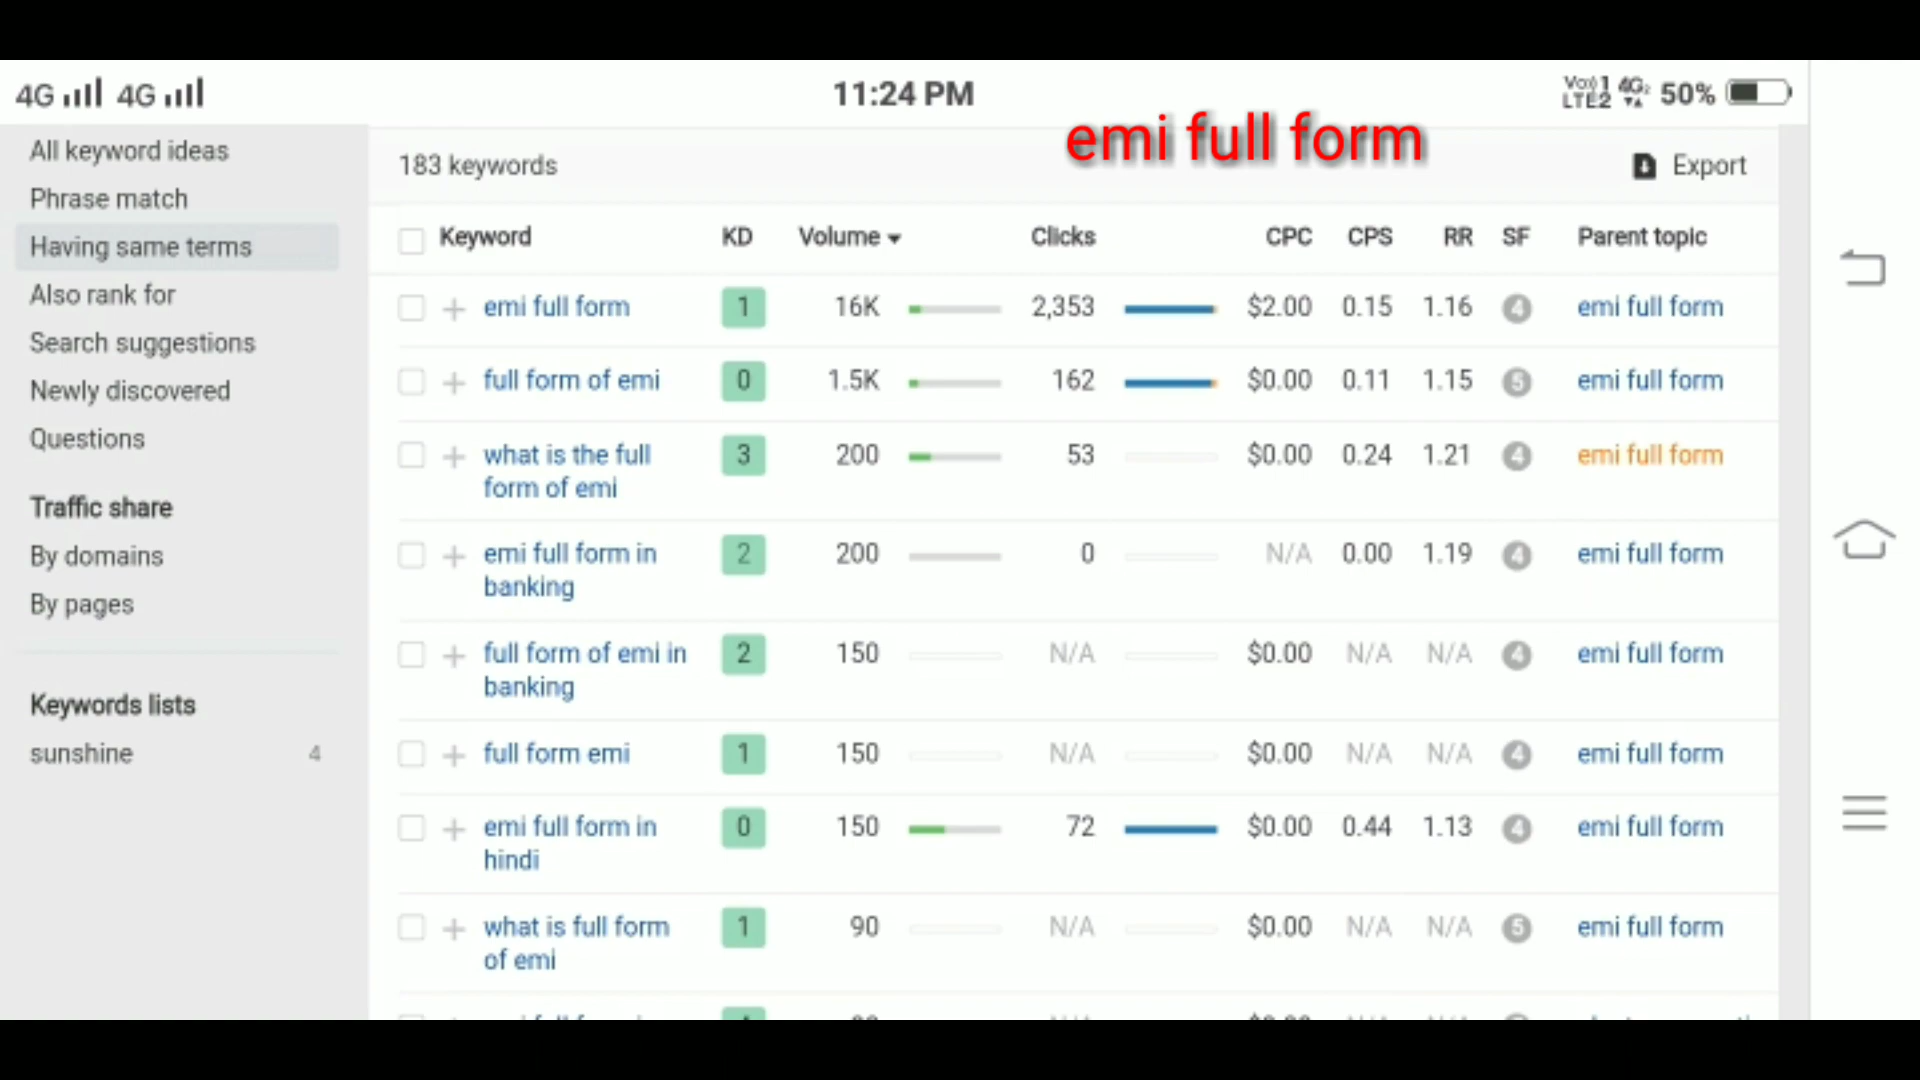 4G 4G 11:24 PM Vo)) 1 LTE2 4G2 50%
emi full form
All keyword ideas
Phrase match
Having same terms
Also rank for
Search suggestions
Newly discovered
Questions
Traffic share
By domains
By pages
Keywords lists
sunshine 4
183 keywords Export
Keyword KD Volume Clicks CPC CPS RR SF Parent topic
emi full form 1 16K 2,353 $2.00 0.15 1.16 4 emi full form
full form of emi 0 1.5K 162 $0.00 0.11 1.15 5 emi full form
what is the full 3 200 53 $0.00 0.24 1.21 4 emi full form
form of emi
emi full form in 2 200 0 N/A 0.00 1.19 4 emi full form
banking
full form of emi in 2 150 N/A $0.00 N/A N/A 4 emi full form
banking
full form emi 1 150 N/A $0.00 N/A N/A 4 emi full form
emi full form in 0 150 72 $0.00 0.44 1.13 4 emi full form
hindi
what is full form 1 90 N/A $0.00 N/A N/A 5 emi full form
of emi